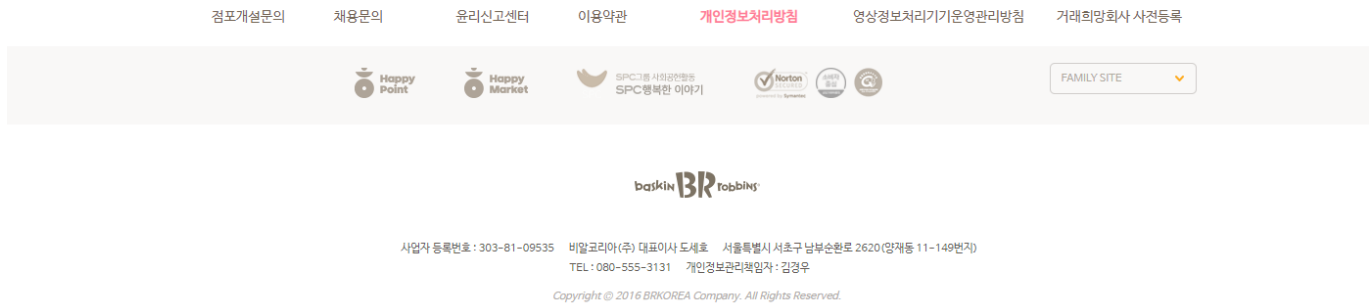 점포개설문의 채용문의 윤리신고센터 이용약관 개인정보처리방침 영상정보처리기기운영관리방침 거래희망회사 사전등록
Happy Point
Happy Market
SPC그룹 사회공헌활동
SPC행복한 이야기
Norton
SECURED
powered by Symantec
FAMILY SITE
baskin BR robbins
사업자 등록번호 : 303-81-09535 비알코리아(주) 대표이사 도세호 서울특별시 서초구 남부순환로 2620(양재동 11-149번지)
TEL : 080-555-3131 개인정보관리책임자 : 김경우
Copyright © 2016 BRKOREA Company. All Rights Reserved.